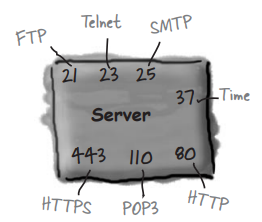 FTP
Telnet
SMTP
21
23
25
37
Time
Server
443
110
80
HTTPS
POP3
HTTP